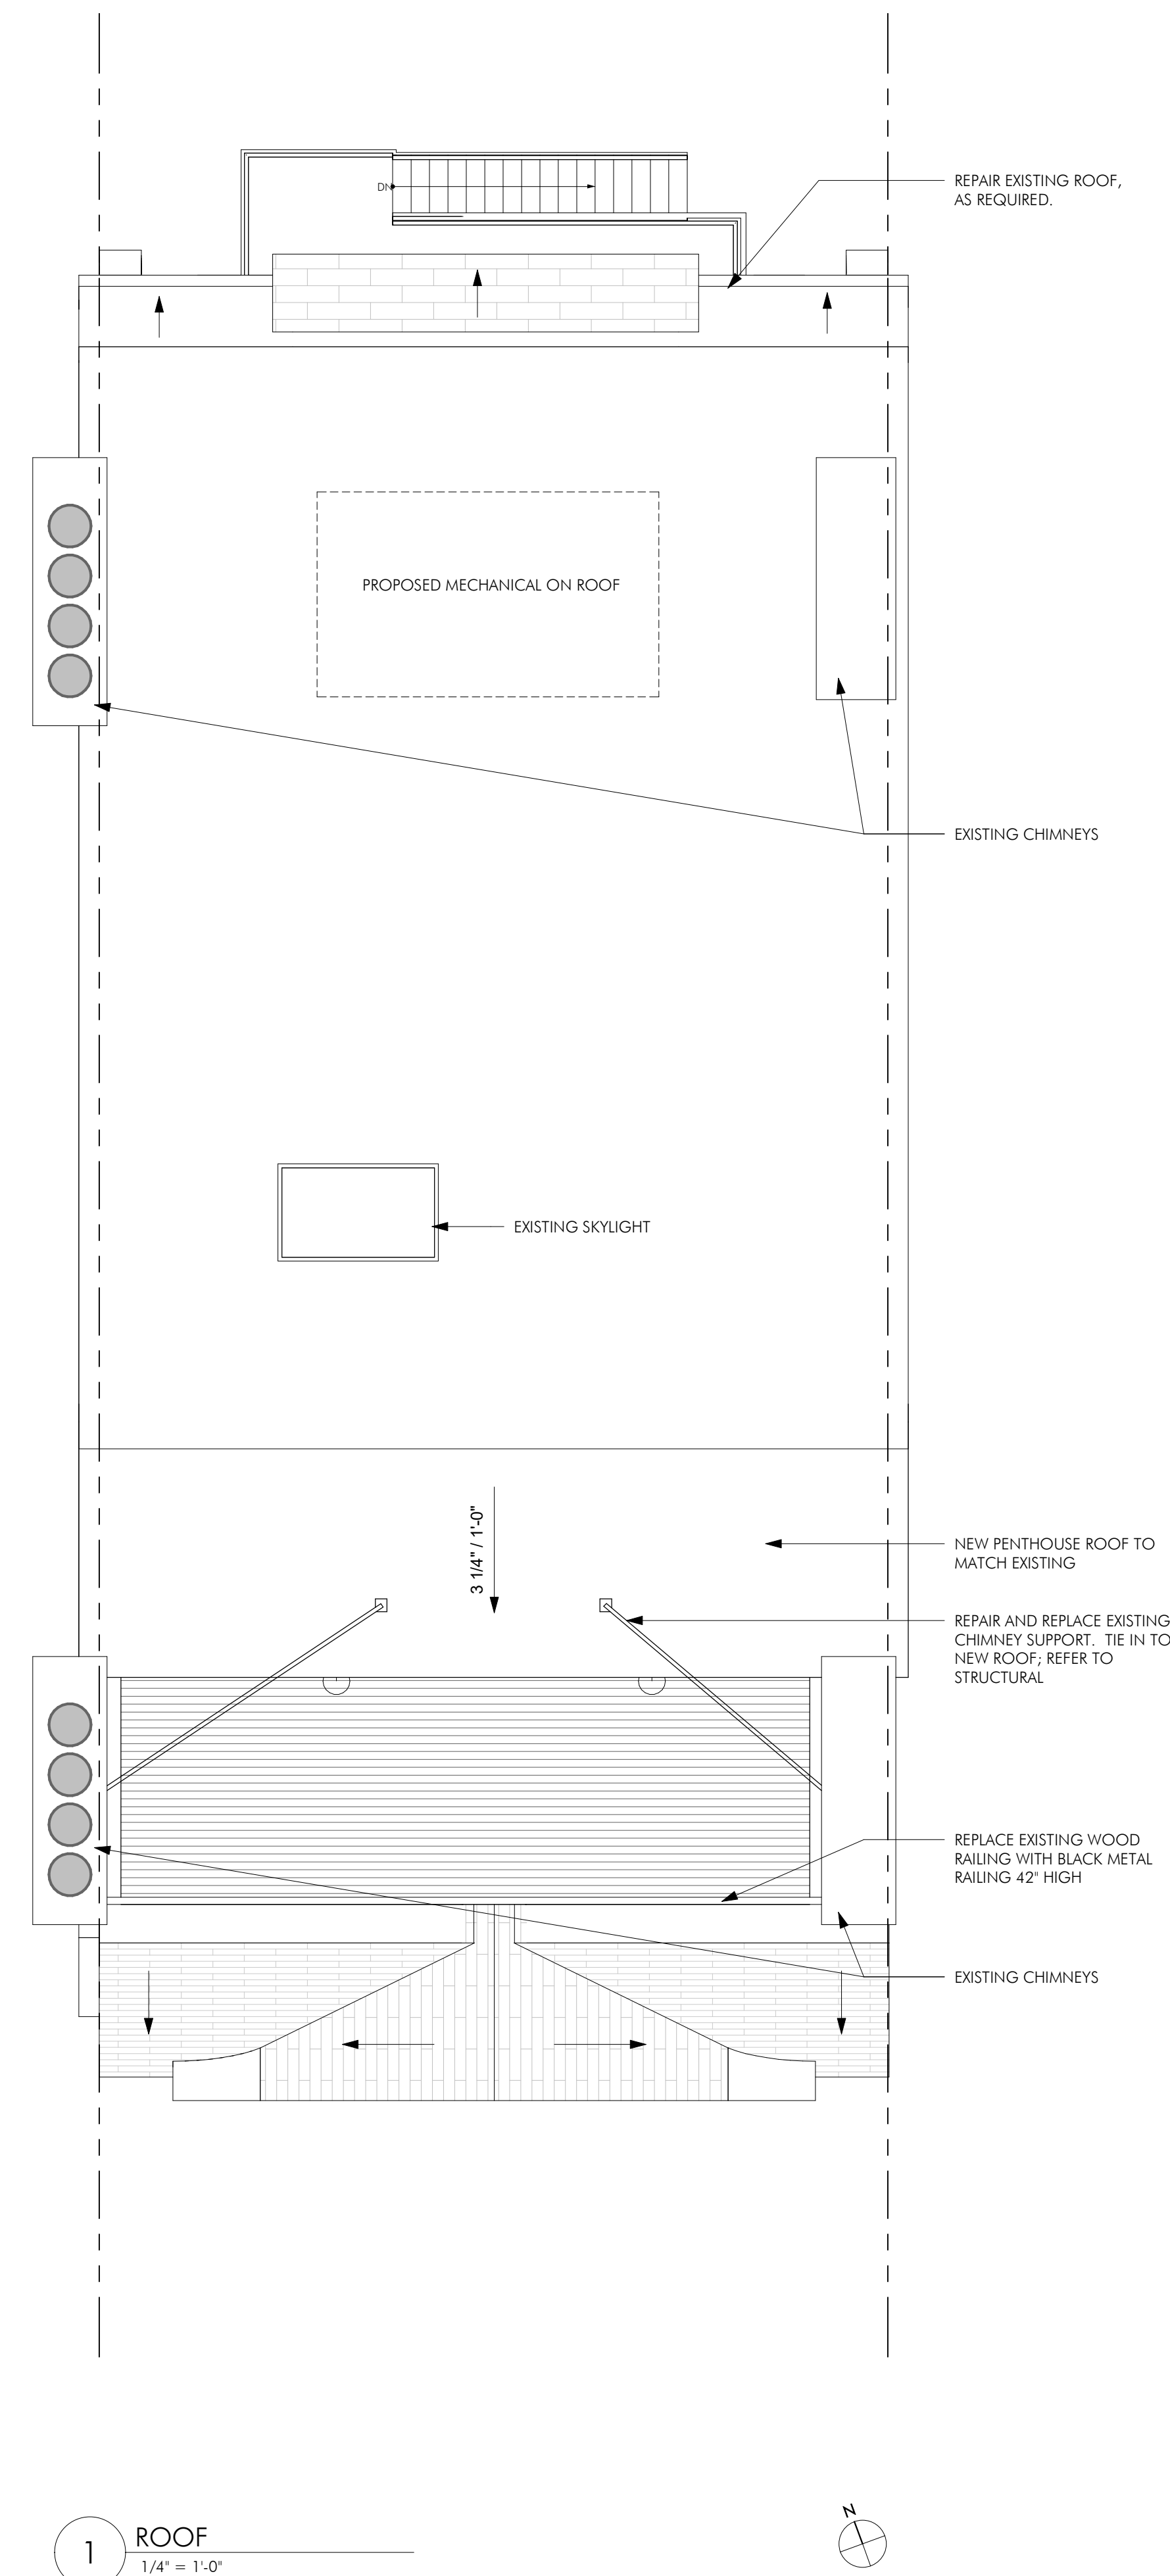 DN
REPAIR EXISTING ROOF,
AS REQUIRED.
PROPOSED MECHANICAL ON ROOF
EXISTING CHIMNEYS
EXISTING SKYLIGHT
3 1/4" / 1'-0"
NEW PENTHOUSE ROOF TO
MATCH EXISTING
REPAIR AND REPLACE EXISTING
CHIMNEY SUPPORT.  TIE IN TO
NEW ROOF; REFER TO
STRUCTURAL
REPLACE EXISTING WOOD
RAILING WITH BLACK METAL
RAILING 42" HIGH
EXISTING CHIMNEYS
N
1
ROOF
1/4" = 1'-0"